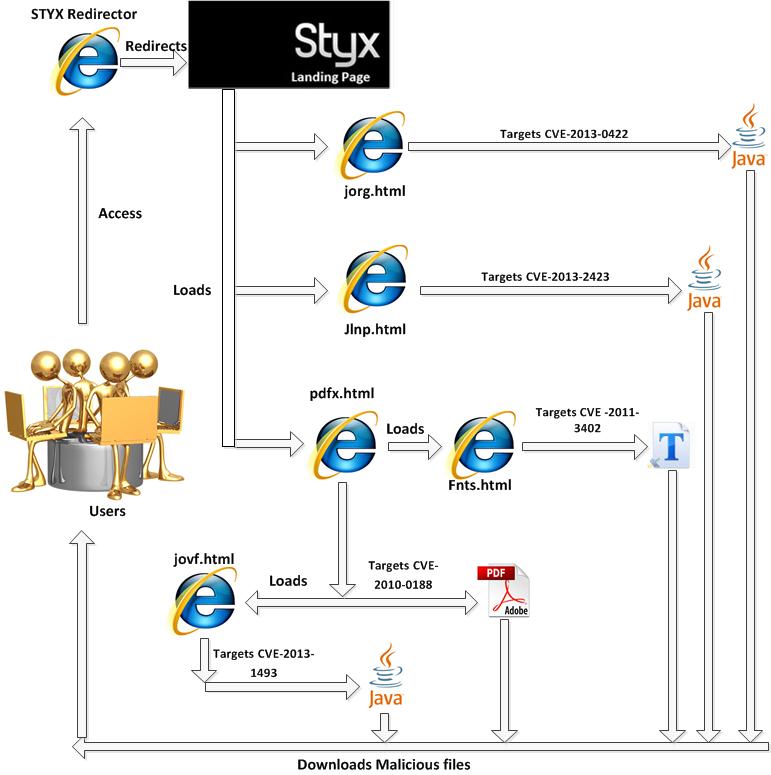 STYX Redirector
Redirects
Styx
Landing Page
Targets CVE-2013-0422
Java
jorg.html
Access
Loads
Targets CVE-2013-2423
Java
Jlnp.html
pdfx.html
Loads
Targets CVE -2011-
3402
T
Fnts.html
Users
jovf.html
Loads
Targets CVE-
2010-0188
PDF
Adobe
Targets CVE-2013-
1493
Java
Downloads Malicious files